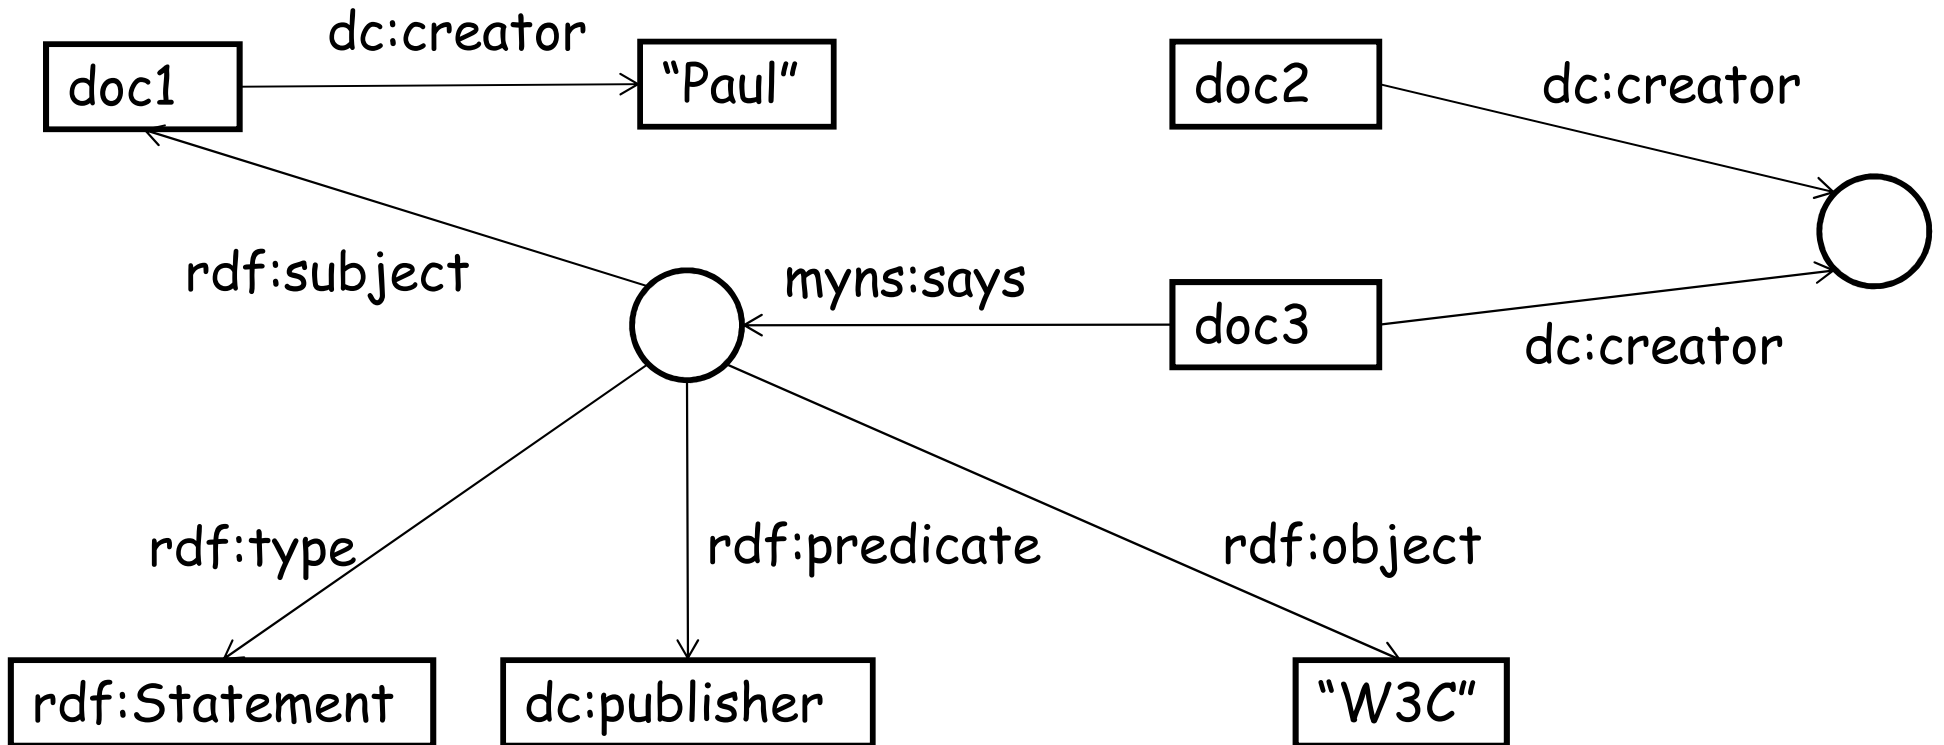 dc:creator
doc1
“Paul”
doc2
dc:creator
rdf:subject
myns:says
doc3
dc:creator
rdf:type
rdf:predicate
rdf:object
rdf:Statement
dc:publisher
“W3C”